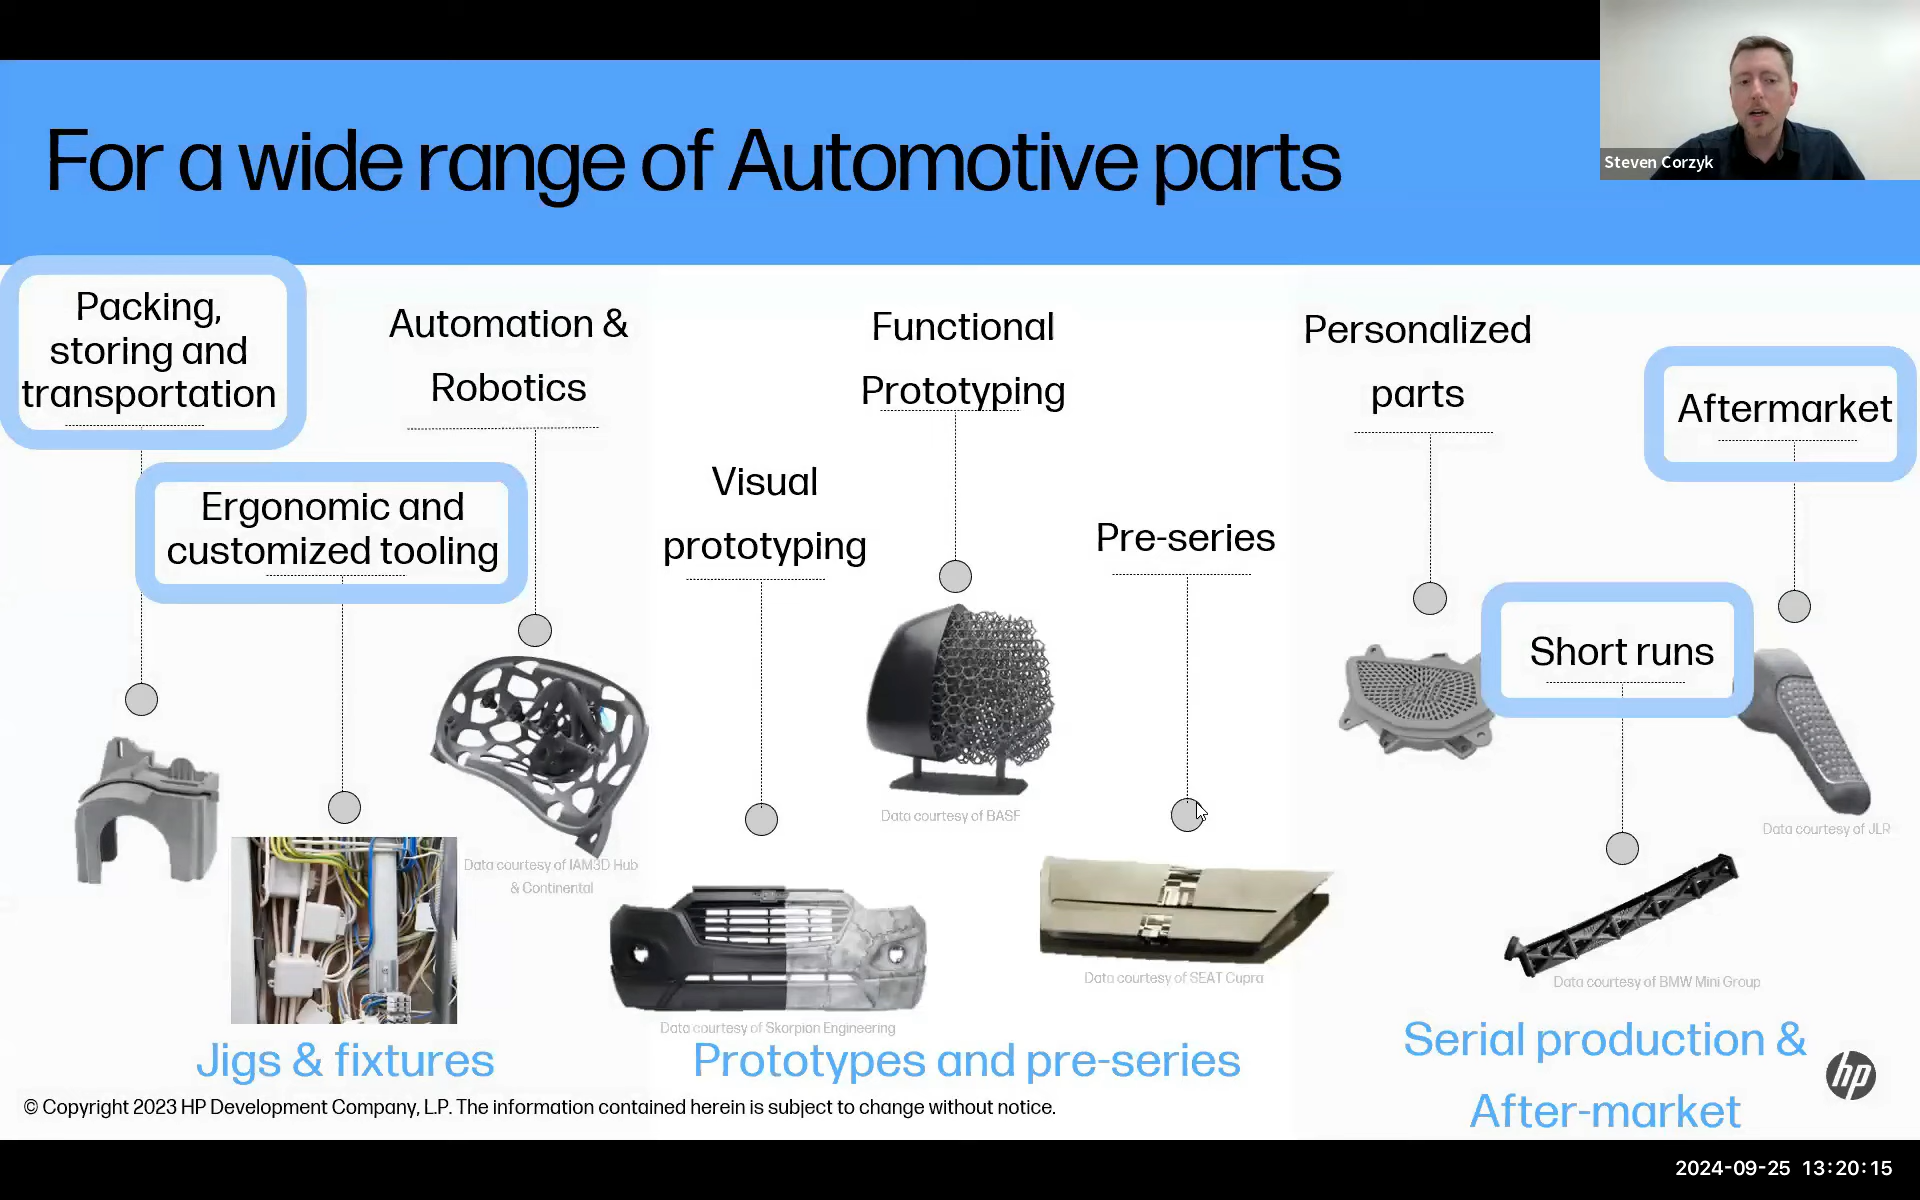 Steven Corzyk
For a wide range of Automotive parts
Packing,
storing and
transportation
Automation &
Robotics
Ergonomic and
customized tooling
Visual
prototyping
Functional
Prototyping
Pre-series
Personalized
parts
Aftermarket
Short runs
Data courtesy of IAM3D Hub
& Continental
Data courtesy of Skorpion Engineering
Data courtesy of BASF
Data courtesy of SEAT Cupra
Data courtesy of JLR
Data courtesy of BMW Mini Group
Jigs & fixtures
Prototypes and pre-series
Serial production &
After-market
hp
© Copyright 2023 HP Development Company, L.P. The information contained herein is subject to change without notice.
2024-09-25 13:20:15